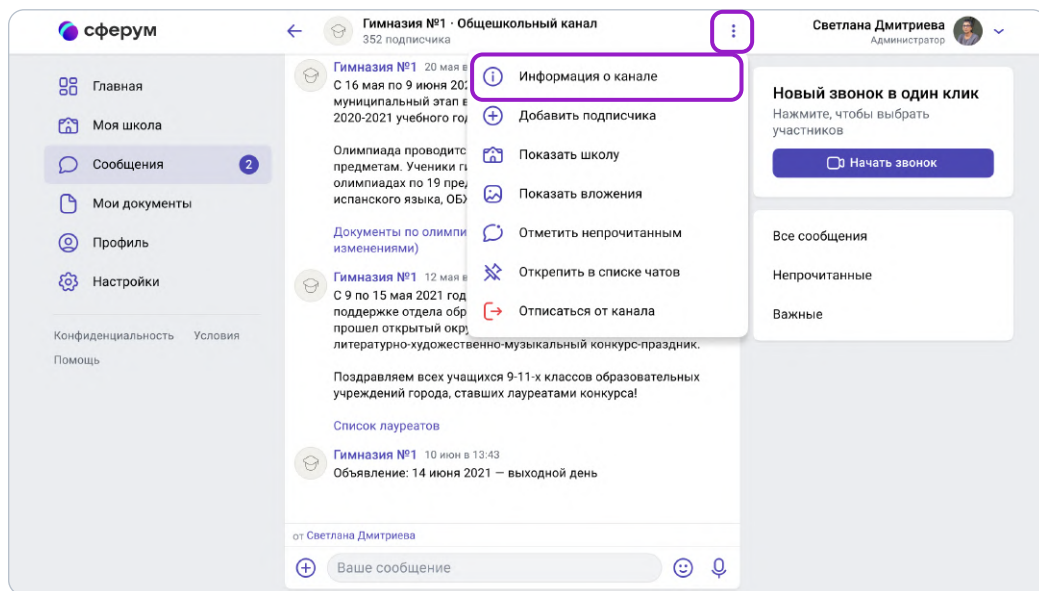 сферум
Гимназия №1 · Общешкольный канал
352 подписчика
Светлана Дмитриева
Администратор
Главная
Моя школа
Сообщения 2
Мои документы
Профиль
Настройки
Конфиденциальность Условия
Помощь
Гимназия №1 20 мая в
С 16 мая по 9 июня 202
муниципальный этап в
2020-2021 учебного го
Олимпиада проводитс
предметам. Ученики ги
олимпиадах по 19 пред
испанского языка, ОБЖ
Документы по олимпи
изменениями)
Гимназия №1 12 мая в
С 9 по 15 мая 2021 год
поддержке отдела обр
прошел открытый окру
литературно-художественно-музыкальный конкурс-праздник.
Поздравляем всех учащихся 9-11-х классов образовательных
учреждений города, ставших лауреатами конкурса!
Список лауреатов
Гимназия №1 10 июн в 13:43
Объявление: 14 июня 2021 — выходной день
от Светлана Дмитриева
Ваше сообщение
Информация о канале
Добавить подписчика
Показать школу
Показать вложения
Отметить непрочитанным
Открепить в списке чатов
Отписаться от канала
Новый звонок в один клик
Нажмите, чтобы выбрать
участников
Начать звонок
Все сообщения
Непрочитанные
Важные